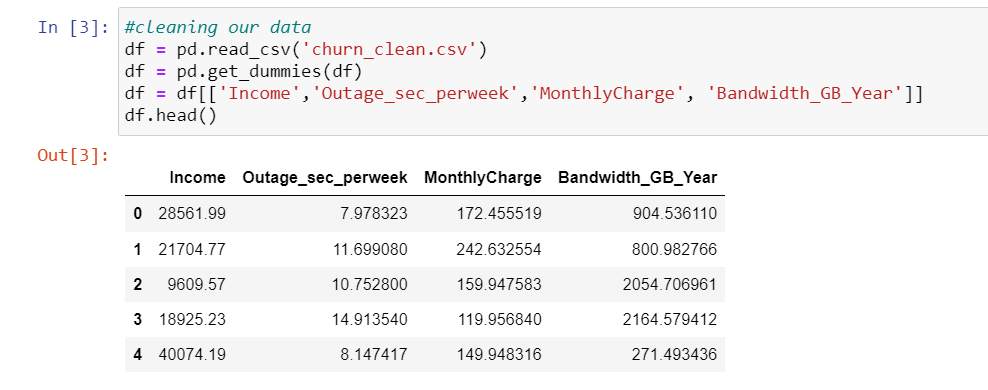 In [3]: #cleaning our data
df = pd.read_csv('churn_clean.csv')
df = pd.get_dummies(df)
df = df[['Income','Outage_sec_perweek','MonthlyCharge', 'Bandwidth_GB_Year']]
df.head()
Out[3]:
Income Outage_sec_perweek MonthlyCharge Bandwidth_GB_Year
0 28561.99 7.978323 172.455519 904.536110
1 21704.77 11.699080 242.632554 800.982766
2 9609.57 10.752800 159.947583 2054.706961
3 18925.23 14.913540 119.956840 2164.579412
4 40074.19 8.147417 149.948316 271.493436